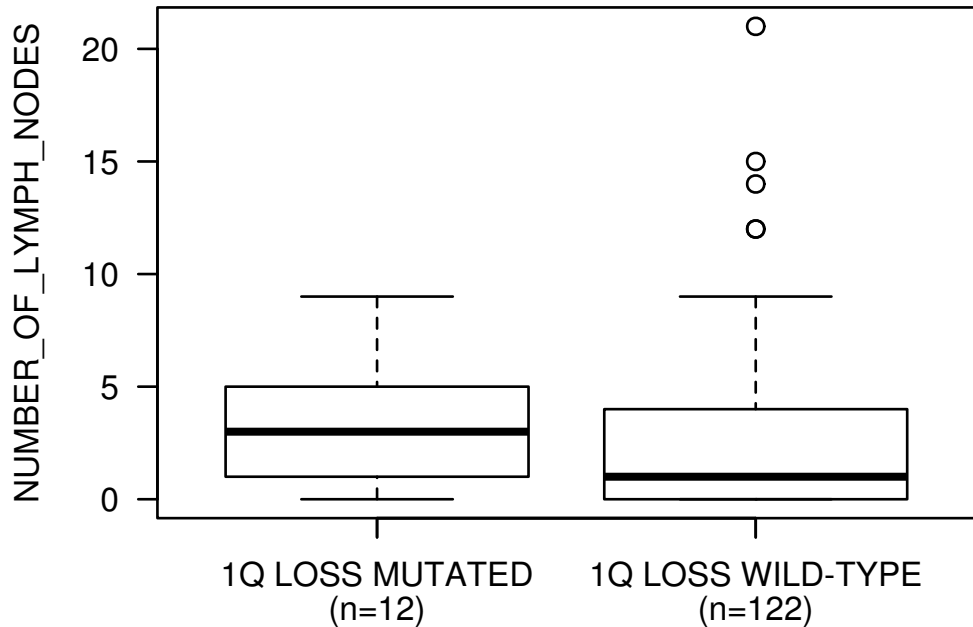 NUMBER_OF_LYMPH_NODES
20
15
10
5
0
1Q LOSS MUTATED
(n=12)
1Q LOSS WILD-TYPE
(n=122)